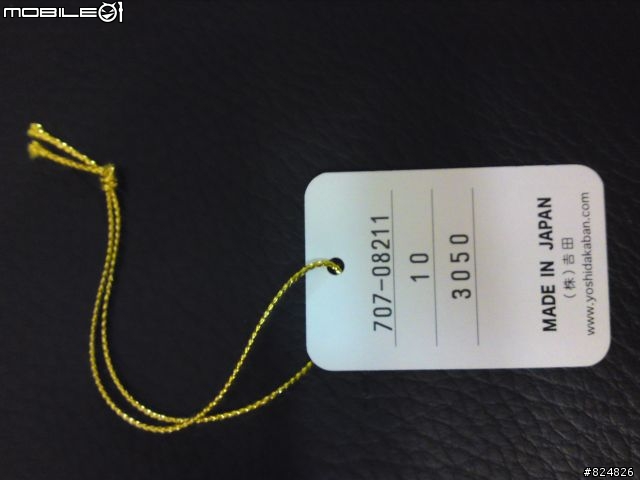 MOBILE01
707-08211
10
3050
MADE IN JAPAN
(株)吉田
www.yoshidakaban.com
#824826